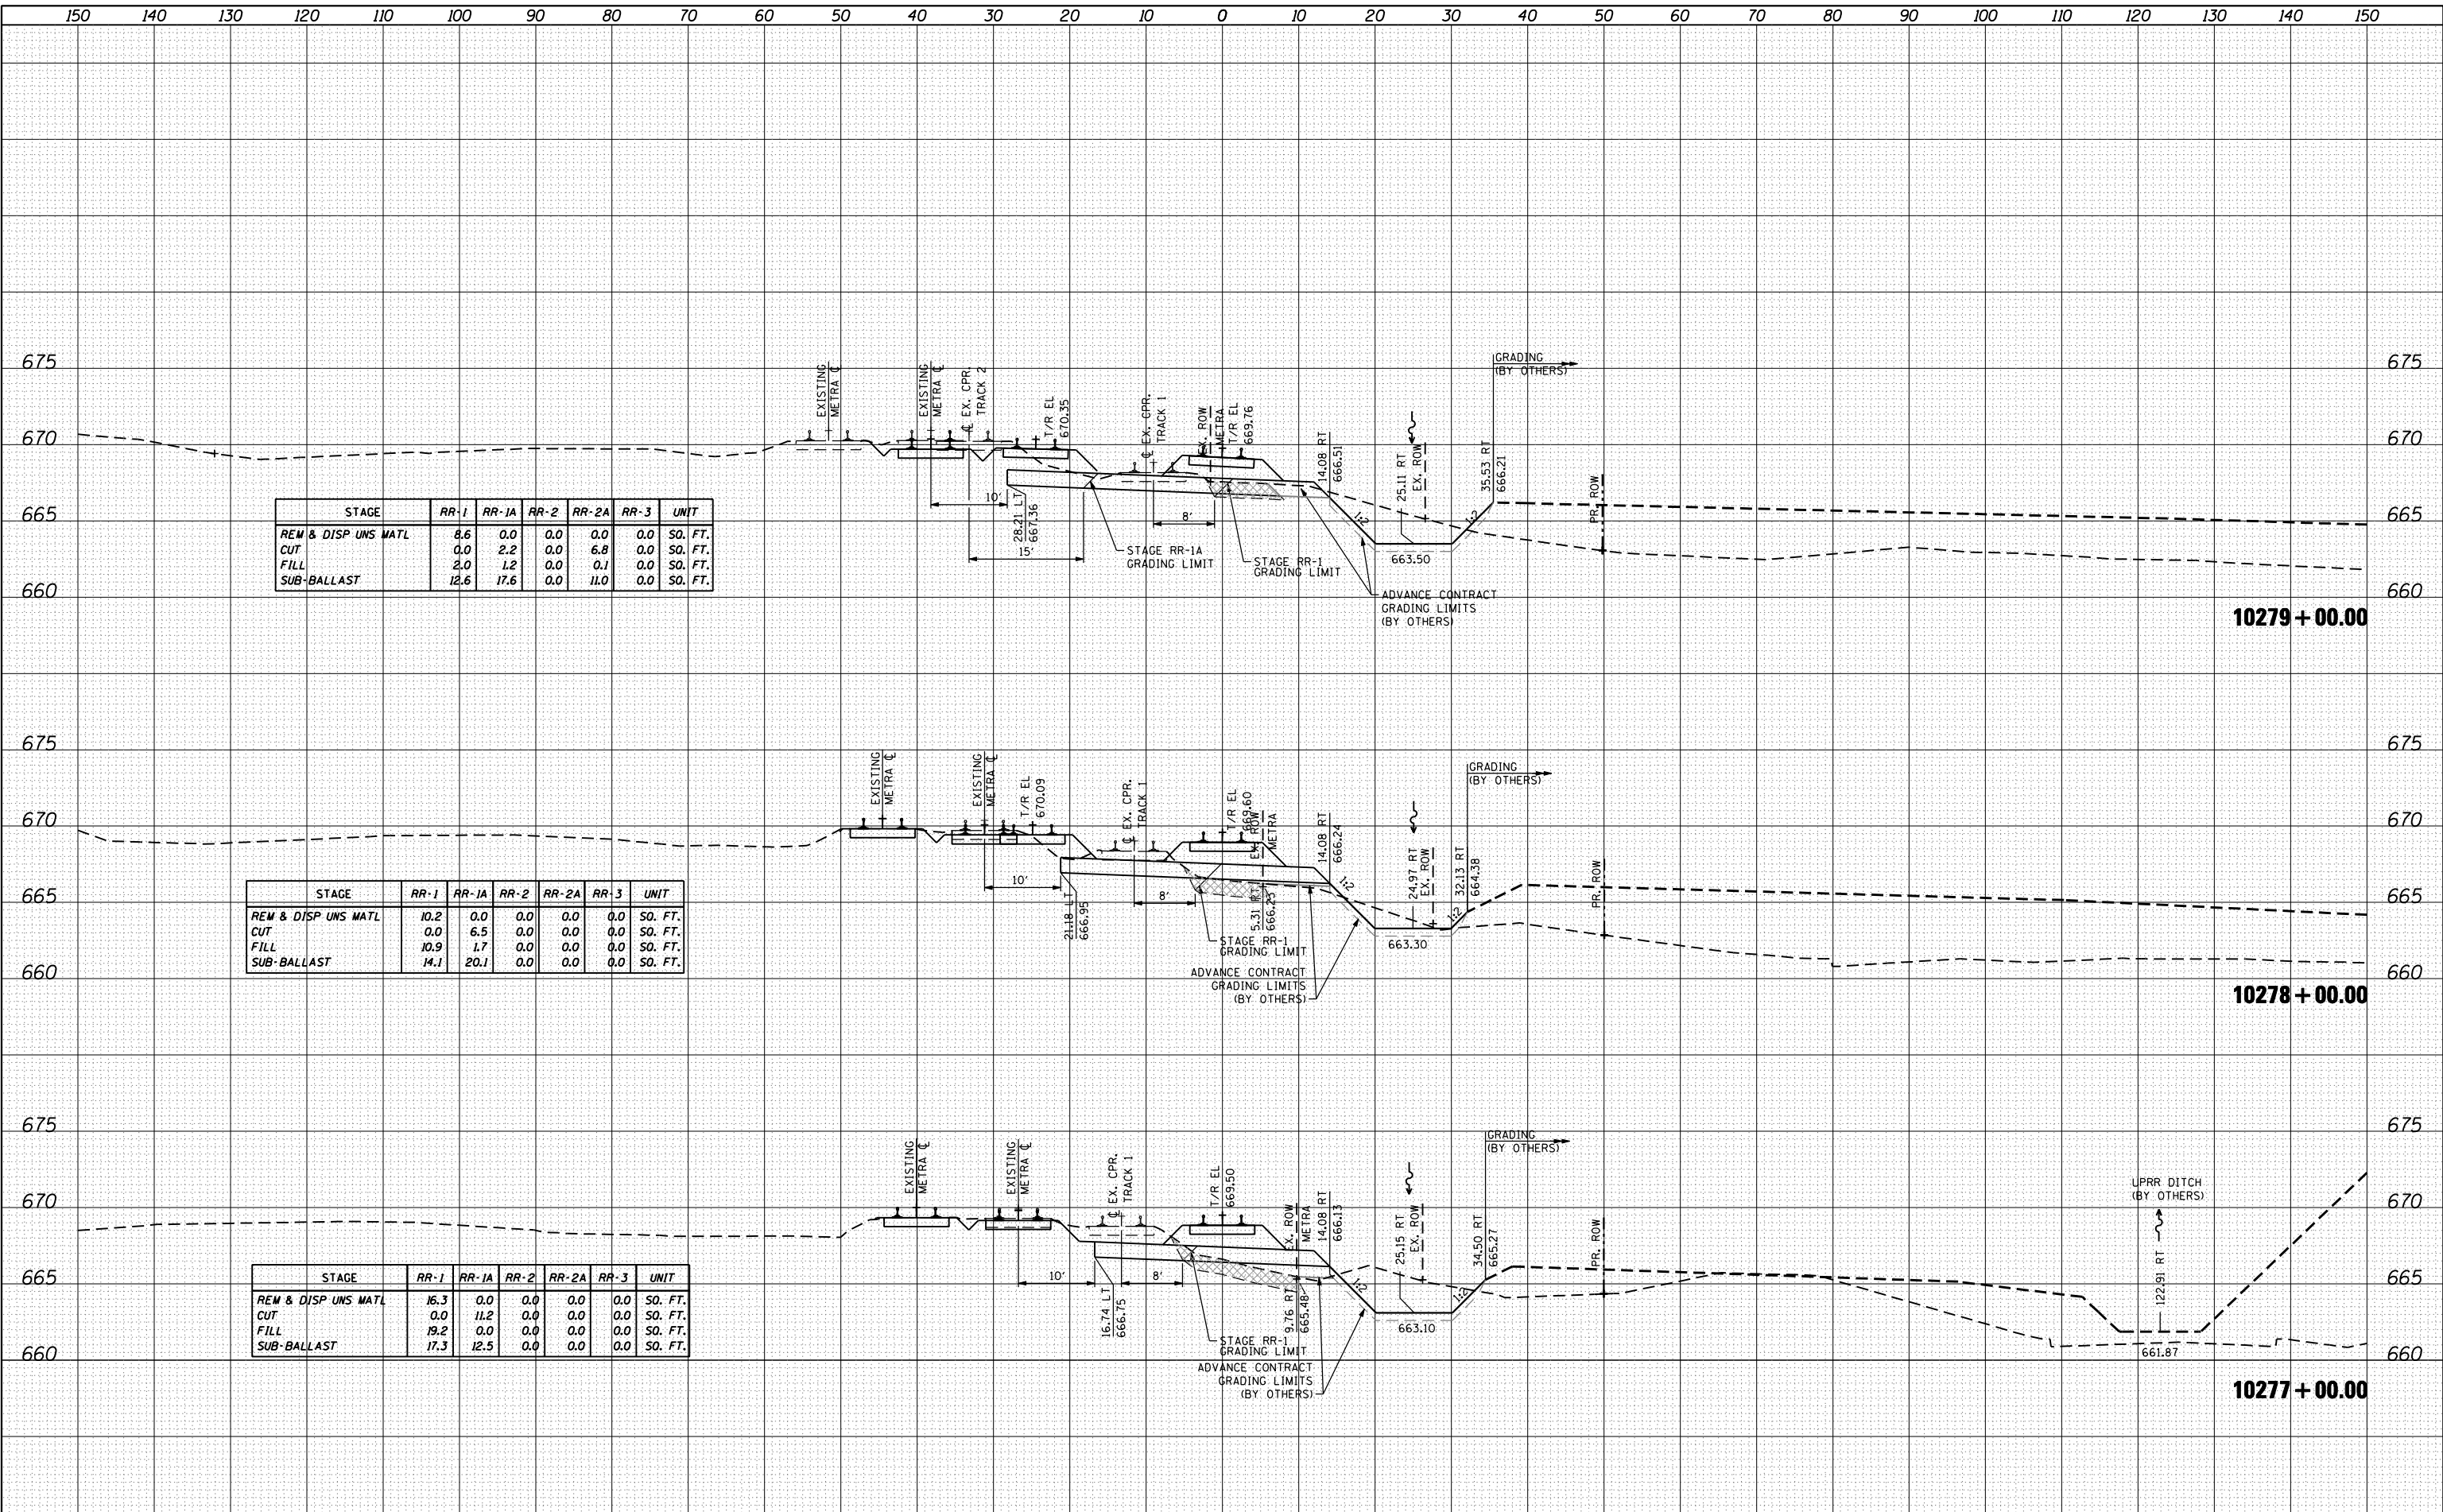 150 140 130 120 110 100 90 80 70 60 50 40 30 20 10 0 10 20 30 40 50 60 70 80 90 100 110 120 130 140 150
675
670
665
660
EXISTING
METRA ℄
EXISTING
METRA ℄
℄ EX. CPR.
TRACK 2
T/R EL
670.35
℄ EX. CPR.
TRACK 1
EX. ROW
METRA
T/R EL
669.76
14.08 RT
666.51
25.11 RT
EX. ROW
35.53 RT
666.21
GRADING
(BY OTHERS)
PR. ROW
1:2
1:2
663.50
10'
28.21 LT
667.36
15'
8'
STAGE RR-1A
GRADING LIMIT
STAGE RR-1
GRADING LIMIT
ADVANCE CONTRACT
GRADING LIMITS
(BY OTHERS)
STAGE RR-1 RR-1A RR-2 RR-2A RR-3 UNIT
REM & DISP UNS MATL 8.6 0.0 0.0 0.0 0.0 SQ. FT.
CUT 0.0 2.2 0.0 6.8 0.0 SQ. FT.
FILL 2.0 1.2 0.0 0.1 0.0 SQ. FT.
SUB-BALLAST 12.6 17.6 0.0 11.0 0.0 SQ. FT.
675
670
665
660
10279+00.00
675
670
665
660
EXISTING
METRA ℄
EXISTING
METRA ℄
T/R EL
670.09
℄ EX. CPR.
TRACK 1
T/R EL
669.60
EX. ROW
METRA
14.08 RT
666.24
24.97 RT
EX. ROW
32.13 RT
664.38
GRADING
(BY OTHERS)
PR. ROW
1:2
1:2
663.30
10'
21.18 LT
666.95
8'
5.31 RT
666.23
STAGE RR-1
GRADING LIMIT
ADVANCE CONTRACT
GRADING LIMITS
(BY OTHERS)
STAGE RR-1 RR-1A RR-2 RR-2A RR-3 UNIT
REM & DISP UNS MATL 10.2 0.0 0.0 0.0 0.0 SQ. FT.
CUT 0.0 6.5 0.0 0.0 0.0 SQ. FT.
FILL 10.9 1.7 0.0 0.0 0.0 SQ. FT.
SUB-BALLAST 14.1 20.1 0.0 0.0 0.0 SQ. FT.
675
670
665
660
10278+00.00
675
670
665
660
EXISTING
METRA ℄
EXISTING
METRA ℄
℄ EX. CPR.
TRACK 1
T/R EL
669.50
EX. ROW
METRA
14.08 RT
666.13
25.15 RT
EX. ROW
34.50 RT
665.27
GRADING
(BY OTHERS)
PR. ROW
1:2
1:2
663.10
UPRR DITCH
(BY OTHERS)
122.91 RT
661.87
10'
16.74 LT
666.75
8'
9.76 RT
665.48
STAGE RR-1
GRADING LIMIT
ADVANCE CONTRACT
GRADING LIMITS
(BY OTHERS)
STAGE RR-1 RR-1A RR-2 RR-2A RR-3 UNIT
REM & DISP UNS MATL 16.3 0.0 0.0 0.0 0.0 SQ. FT.
CUT 0.0 11.2 0.0 0.0 0.0 SQ. FT.
FILL 19.2 0.0 0.0 0.0 0.0 SQ. FT.
SUB-BALLAST 17.3 12.5 0.0 0.0 0.0 SQ. FT.
675
670
665
660
10277+00.00